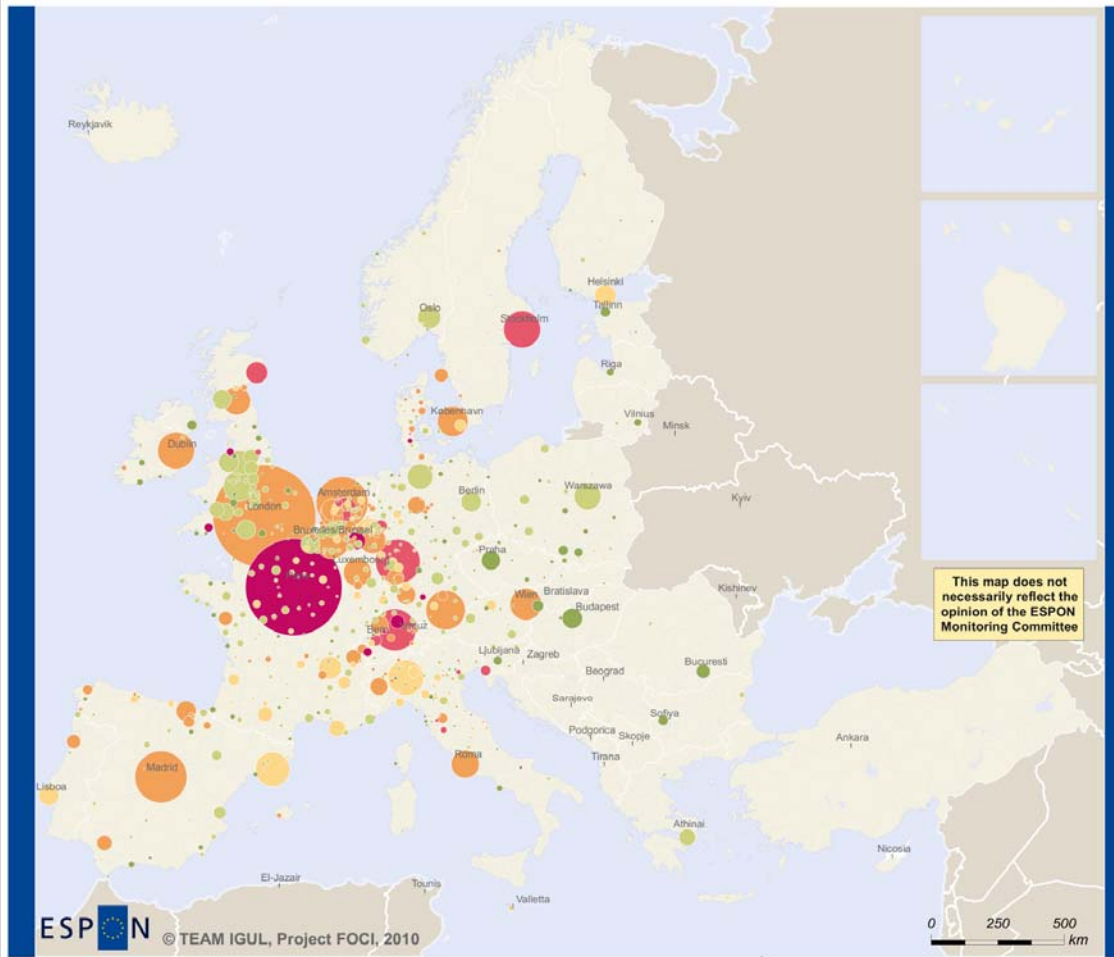 Reykjavik
Helsinki
Tallinn
Oslo
Stockholm
Riga
København
Vilnius
Minsk
Dublin
Amsterdam
Berlin
Warszawa
London
Kyiv
Bruxelles/Brussel
Praha
Luxembourg
This map does not
necessarily reflect the
opinion of the ESPON
Monitoring Committee
Kishinev
Wien
Bratislava
Budapest
Bern
Ljubljana
Zagreb
Bucuresti
Beograd
Sarajevo
Sofiya
Podgorica
Skopje
Ankara
Roma
Tirana
Madrid
Lisboa
Athinai
Nicosia
El-Jazair
Tounis
Valletta
ESPON
© TEAM IGUL, Project FOCI, 2010
0 250 500
km